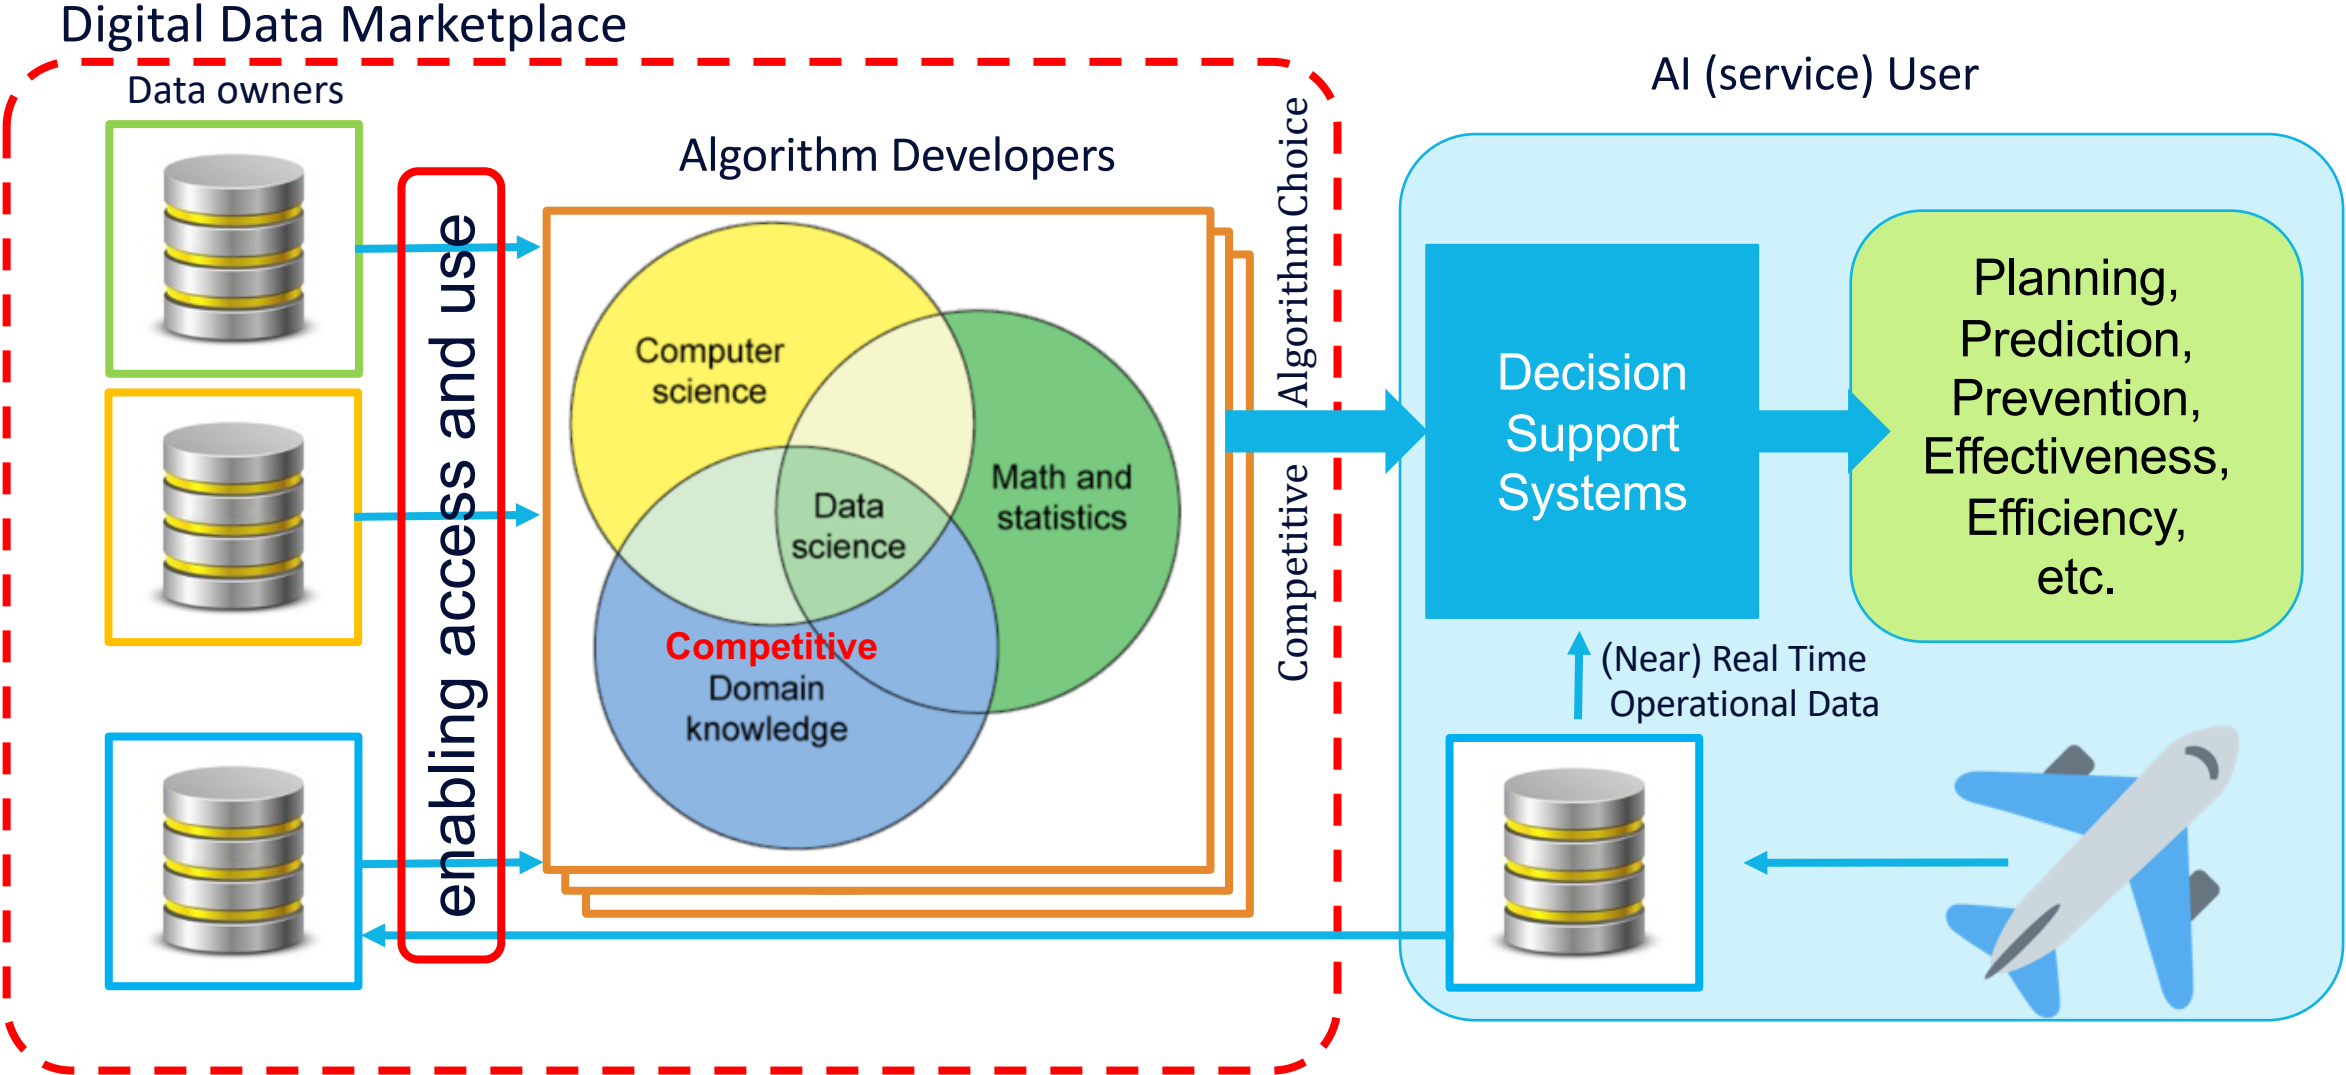 Digital Data Marketplace
Data owners
enabling access and use
Algorithm Developers
Computer
science
Math and
statistics
Data
science
Competitive
Domain
knowledge
Competitive Algorithm Choice
AI (service) User
Decision
Support
Systems
Planning,
Prediction,
Prevention,
Effectiveness,
Efficiency,
etc.
(Near) Real Time
Operational Data